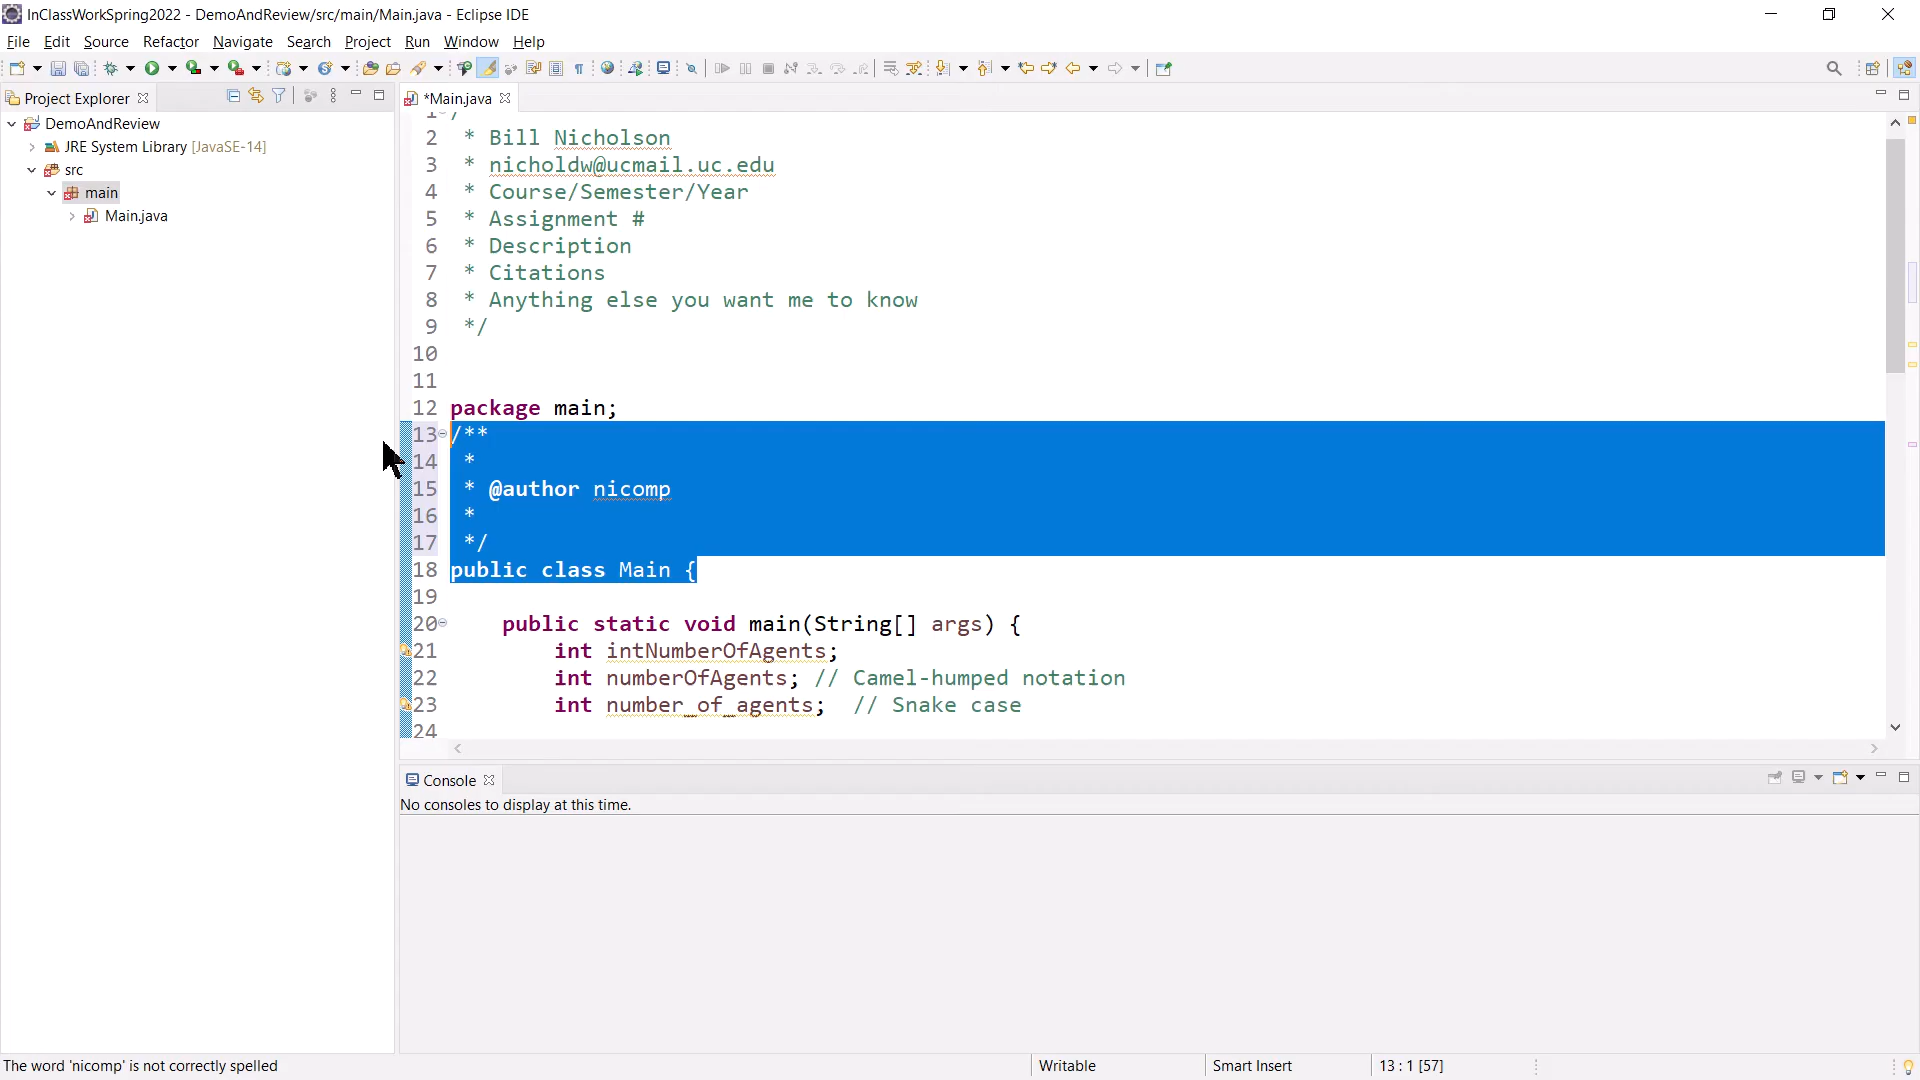 InClassWorkSpring2022 - DemoAndReview/src/main/Main.java - Eclipse IDE
File Edit Source Refactor Navigate Search Project Run Window Help
Project Explorer
DemoAndReview
JRE System Library [JavaSE-14]
src
main
Main.java
*Main.java
1 /
2 * Bill Nicholson
3 * nicholdw@ucmail.uc.edu
4 * Course/Semester/Year
5 * Assignment #
6 * Description
7 * Citations
8 * Anything else you want me to know
9 */
10
11
12 package main;
13 /**
14 *
15 * @author nicomp
16 *
17 */
18 public class Main {
19
20 public static void main(String[] args) {
21 int intNumberOfAgents;
22 int numberOfAgents; // Camel-humped notation
23 int number_of_agents; // Snake case
24
Console
No consoles to display at this time.
The word 'nicomp' is not correctly spelled
Writable
Smart Insert
13 : 1 [57]